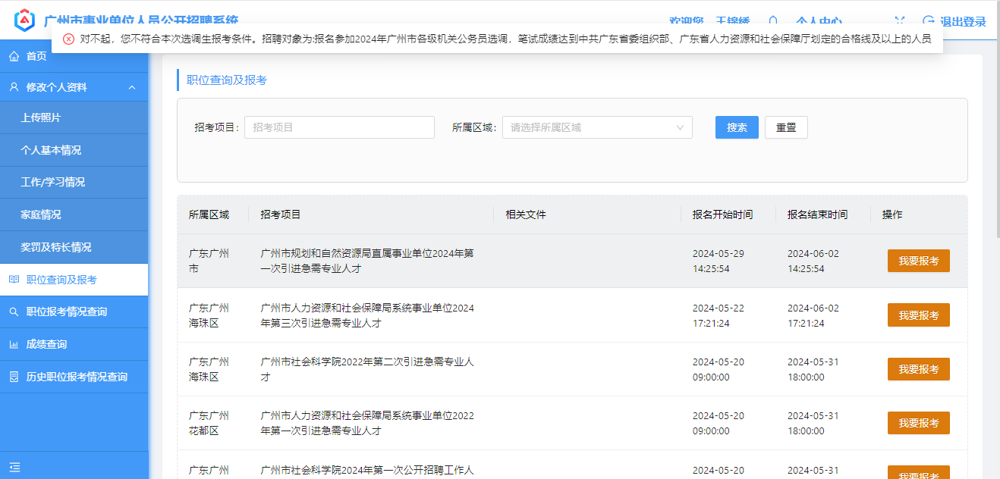 广州市事业单位人员公开招聘系统
欢迎您 王锦绣 个人中心 退出登录
对不起，您不符合本次选调生报考条件。招聘对象为:报名参加2024年广州市各级机关公务员选调，笔试成绩达到中共广东省委组织部、广东省人力资源和社会保障厅划定的合格线及以上的人员
首页
修改个人资料
上传照片
个人基本情况
工作/学习情况
家庭情况
奖罚及特长情况
职位查询及报考
职位报考情况查询
成绩查询
历史职位报考情况查询
职位查询及报考
招考项目: 招考项目 所属区域: 请选择所属区域 搜索 重置
所属区域 招考项目 相关文件 报名开始时间 报名结束时间 操作
广东广州 广州市规划和自然资源局直属事业单位2024年第 2024-05-29 2024-06-02 我要报考
市 一次引进急需专业人才 14:25:54 14:25:54
广东广州 广州市人力资源和社会保障局系统事业单位2024 2024-05-22 2024-06-02 我要报考
海珠区 年第三次引进急需专业人才 17:21:24 17:21:24
广东广州 广州市社会科学院2022年第二次引进急需专业人 2024-05-20 2024-05-31 我要报考
海珠区 才 09:00:00 18:00:00
广东广州 广州市人力资源和社会保障局系统事业单位2022 2024-05-20 2024-05-31 我要报考
花都区 年第一次引进急需专业人才 09:00:00 18:00:00
广东广州 广州市社会科学院2024年第一次公开招聘工作人 2024-05-20 2024-05-31 我要报考